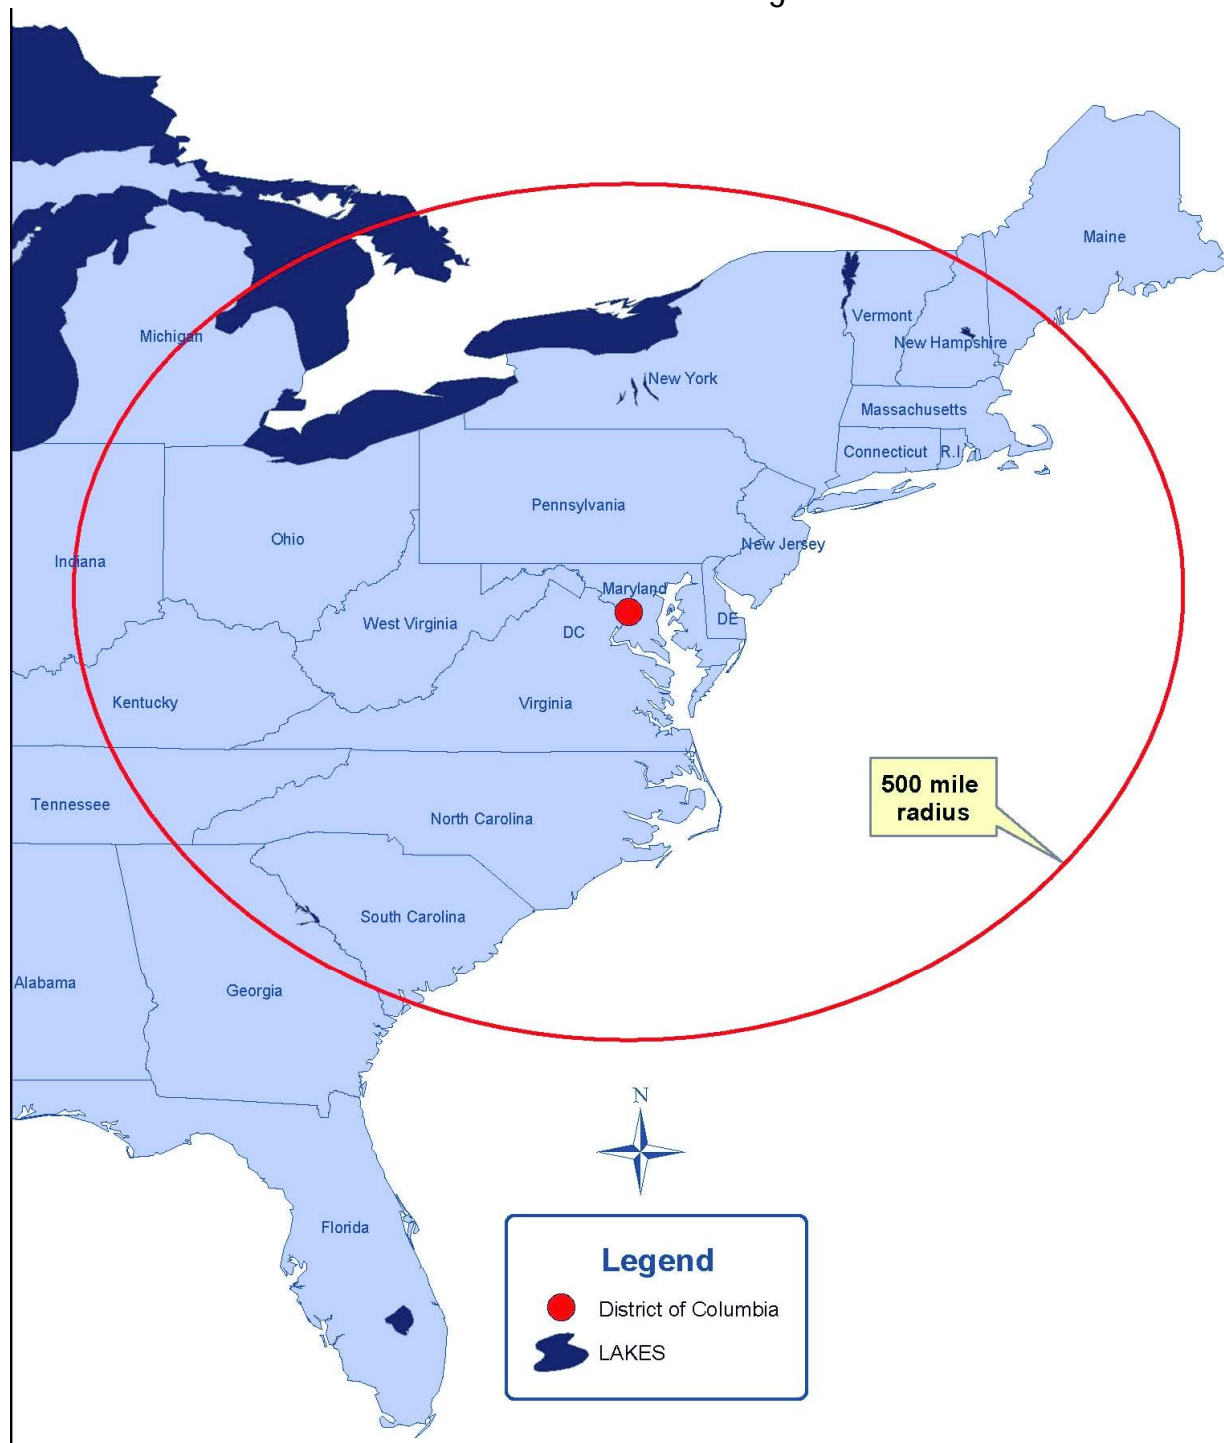 Maine
Michigan
Vermont
New Hampshire
New York
Massachusetts
Connecticut
R.I.
Pennsylvania
Ohio
New Jersey
Indiana
Maryland
West Virginia
DC
DE
Kentucky
Virginia
500 mile
radius
Tennessee
North Carolina
South Carolina
Alabama
Georgia
N
Florida
Legend
District of Columbia
LAKES